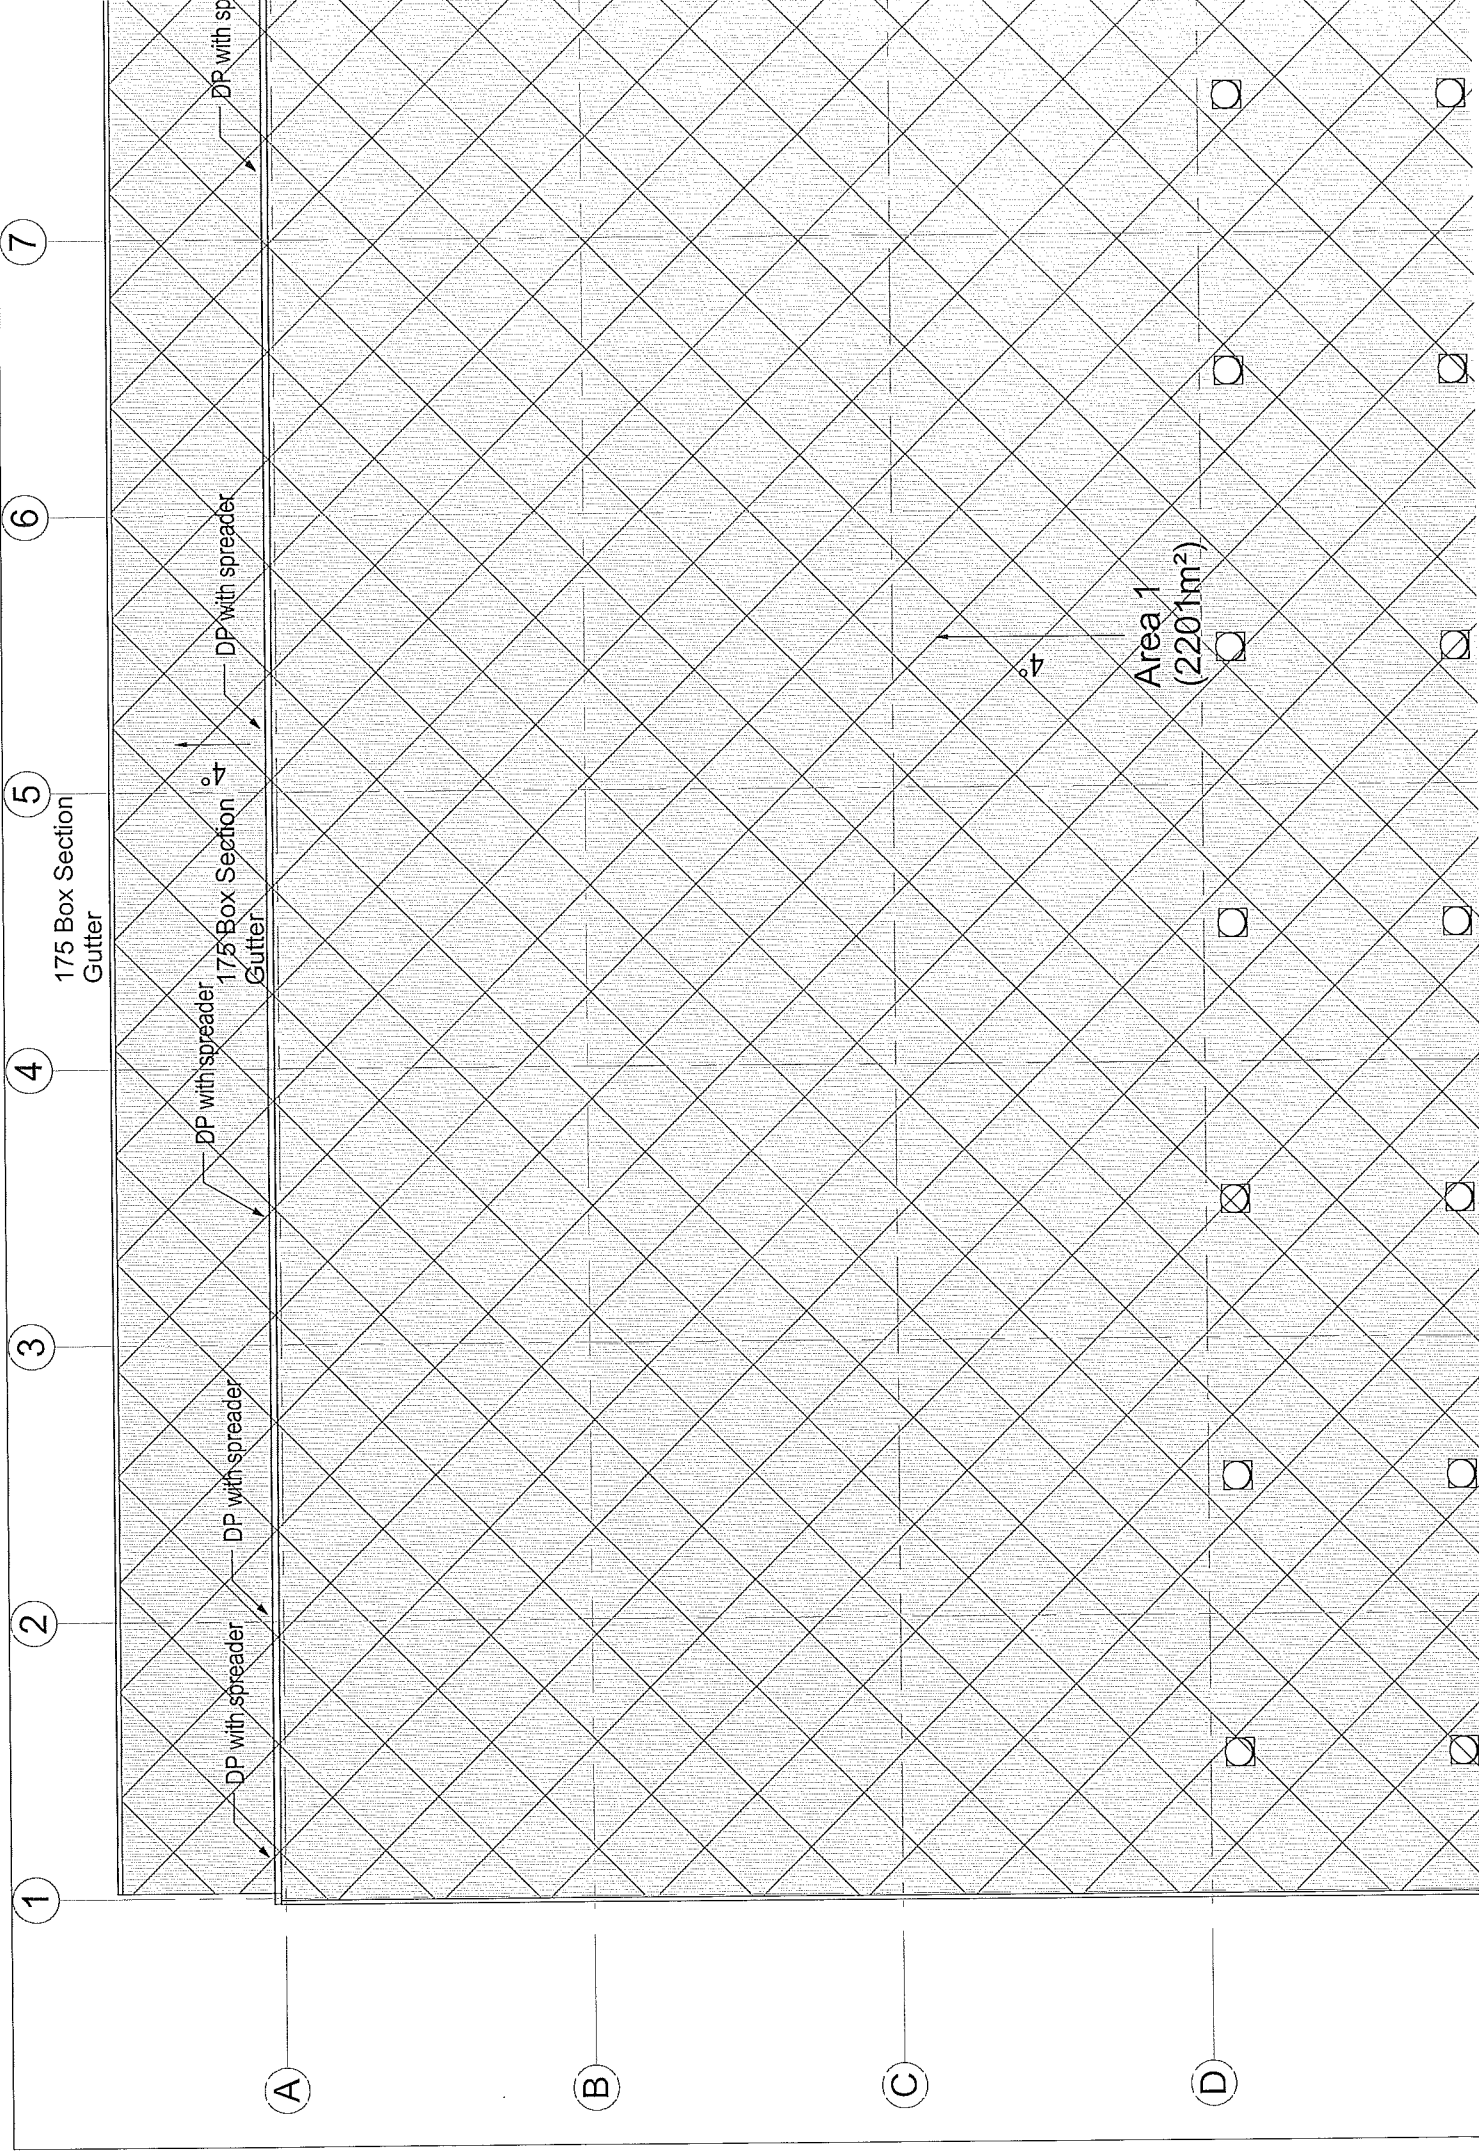 1
2
3
4
5
6
7
175 Box Section
Gutter
DP with spreader
DP with spreader
DP with spreader
175 Box Section
Gutter
4°
DP with spreader
DP with sp
A
B
C
D
4°
Area 1
(2201m²)